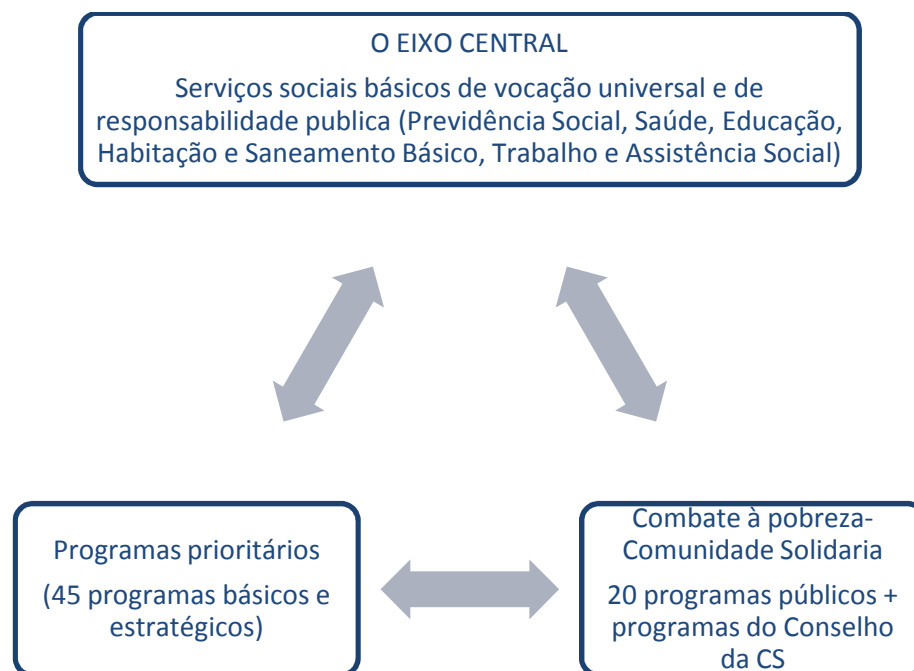 O EIXO CENTRAL
Serviços sociais básicos de vocação universal e de
responsabilidade publica (Previdência Social, Saúde, Educação,
Habitação e Saneamento Básico, Trabalho e Assistência Social)
Programas prioritários
(45 programas básicos e
estratégicos)
Combate à pobreza-
Comunidade Solidaria
20 programas públicos +
programas do Conselho
da CS